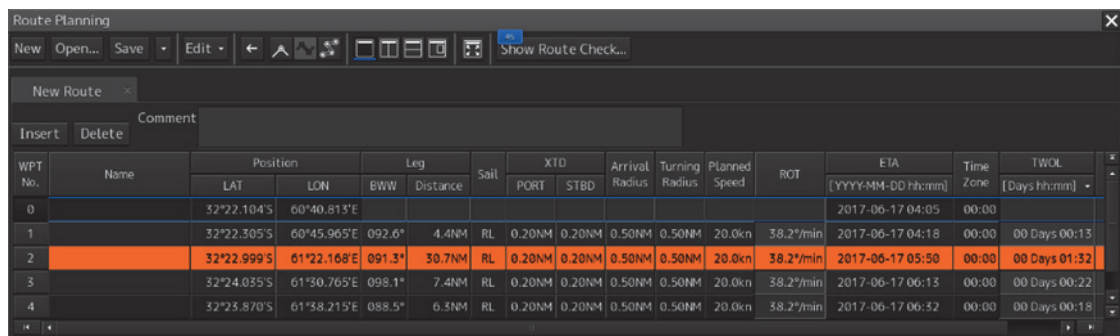 Route Planning
New Open... Save Edit 46 Show Route Check...
New Route ×
Comment
Insert Delete
WPT No. Name Position Leg Sail XTD Arrival Radius Turning Radius Planned Speed ROT ETA Time Zone TWOL
LAT LON BWW Distance PORT STBD [YYYY-MM-DD hh:mm] [Days hh:mm]
0 32°22.104'S 60°40.813'E 2017-06-17 04:05 00:00
1 32°22.305'S 60°45.965'E 092.6° 4.4NM RL 0.20NM 0.20NM 0.50NM 0.50NM 20.0kn 38.2°/min 2017-06-17 04:18 00:00 00 Days 00:13
2 32°22.999'S 61°22.168'E 091.3° 30.7NM RL 0.20NM 0.20NM 0.50NM 0.50NM 20.0kn 38.2°/min 2017-06-17 05:50 00:00 00 Days 01:32
3 32°24.035'S 61°30.765'E 098.1° 7.4NM RL 0.20NM 0.20NM 0.50NM 0.50NM 20.0kn 38.2°/min 2017-06-17 06:13 00:00 00 Days 00:22
4 32°23.870'S 61°38.215'E 088.5° 6.3NM RL 0.20NM 0.20NM 0.50NM 0.50NM 20.0kn 38.2°/min 2017-06-17 06:32 00:00 00 Days 00:18